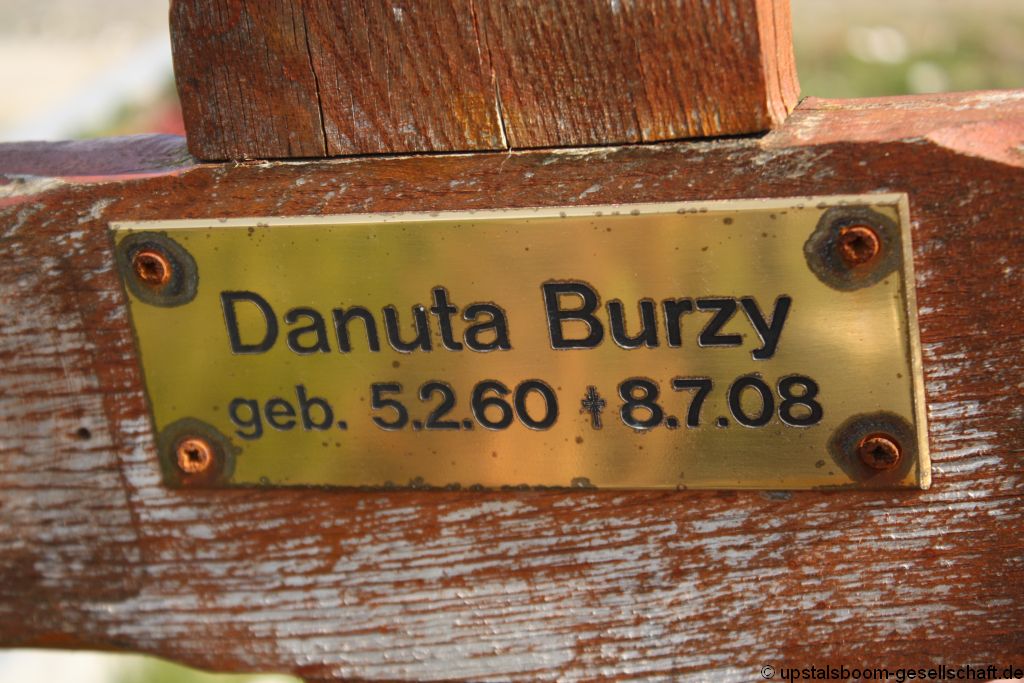 Danuta Burzy
geb. 5.2.60 ✝ 8.7.08
© upstalsboom-gesellschaft.de